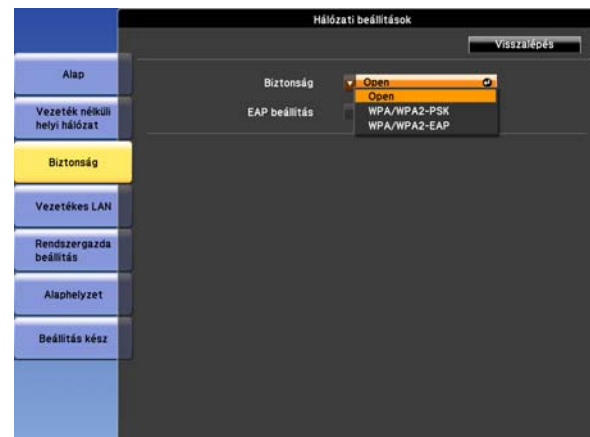 Hálózati beállítások
Visszalépés
Alap
Vezeték nélküli
helyi hálózat
Biztonság
Vezetékes LAN
Rendszergazda
beállítás
Alaphelyzet
Beállítás kész
Biztonság
Open
Open
WPA/WPA2-PSK
WPA/WPA2-EAP
EAP beállítás